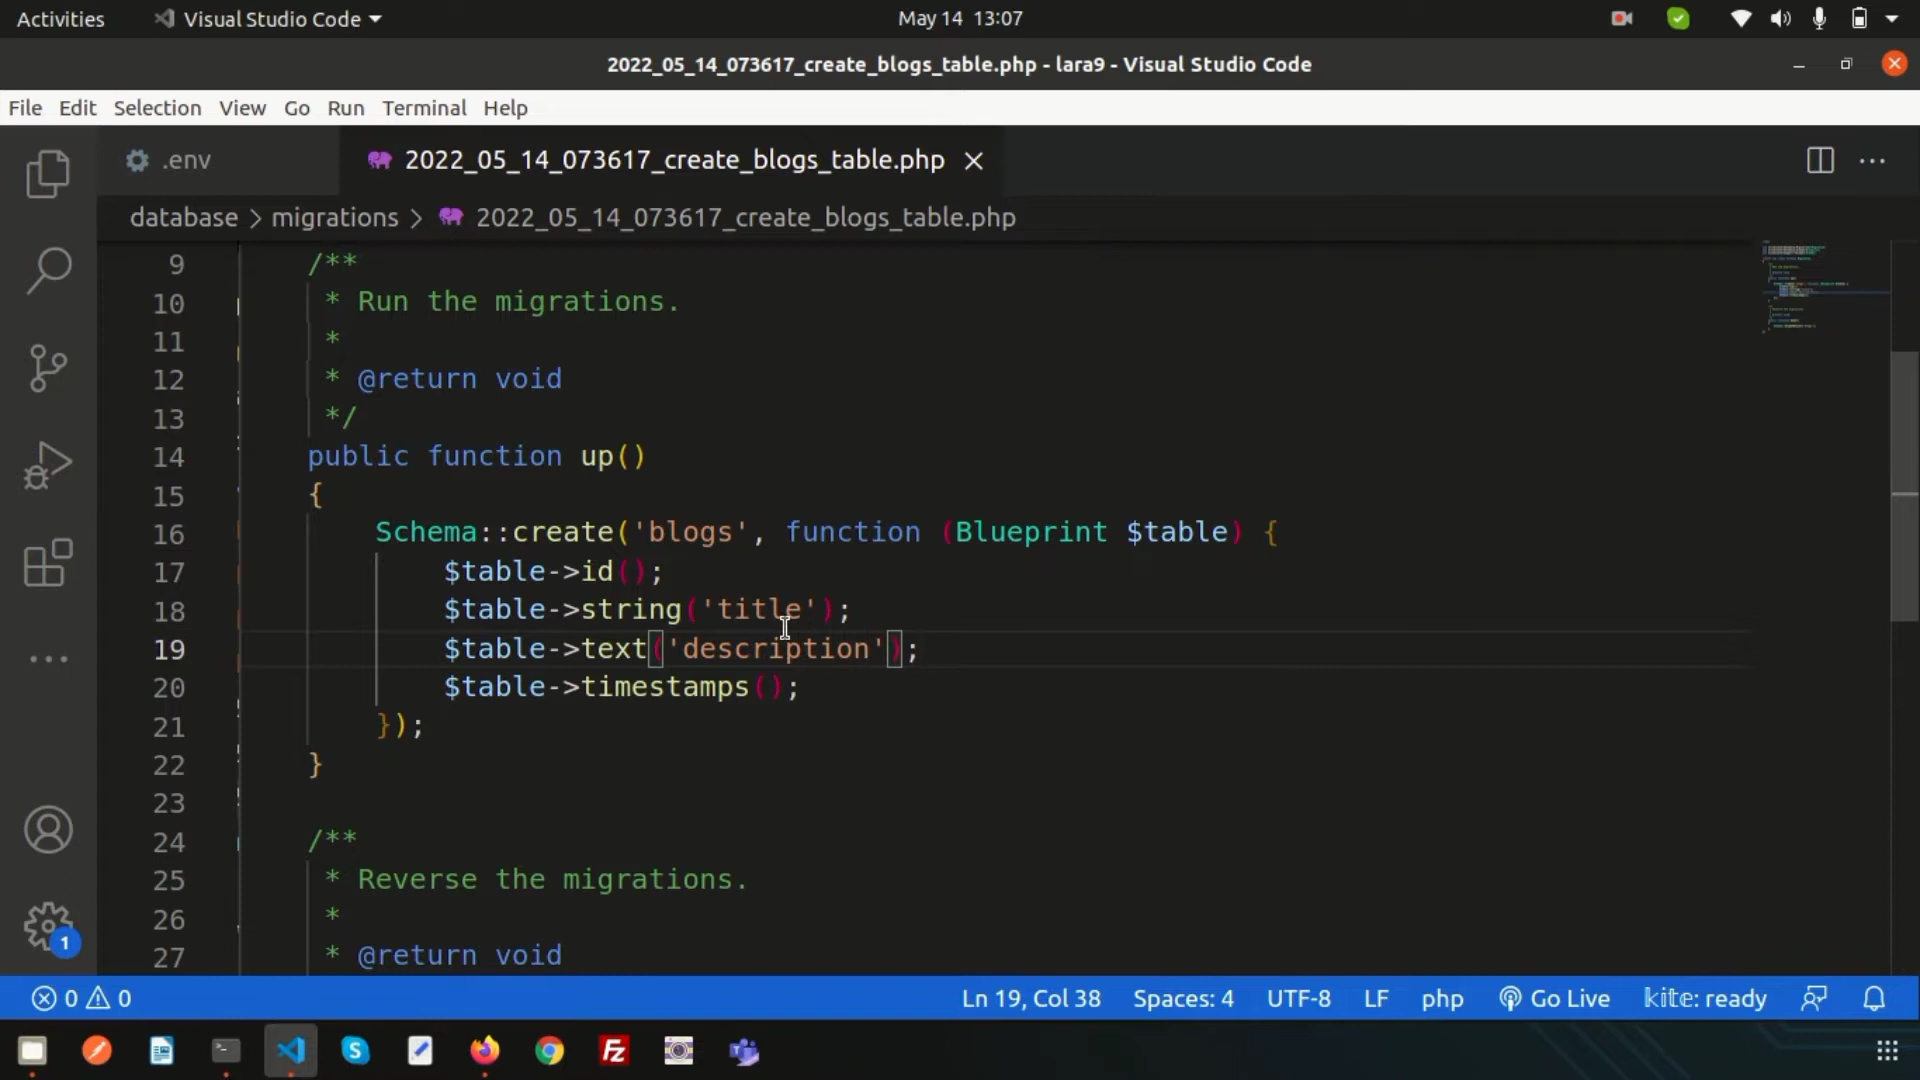 Activities Visual Studio Code May 14 13:07
2022_05_14_073617_create_blogs_table.php - lara9 - Visual Studio Code
File Edit Selection View Go Run Terminal Help
.env 2022_05_14_073617_create_blogs_table.php
database > migrations > 2022_05_14_073617_create_blogs_table.php
9 /**
10 * Run the migrations.
11 *
12 * @return void
13 */
14 public function up()
15 {
16 Schema::create('blogs', function (Blueprint $table) {
17 $table->id();
18 $table->string('title');
19 $table->text('description');
20 $table->timestamps();
21 });
22 }
23
24 /**
25 * Reverse the migrations.
26 *
27 * @return void
1
0 0 Ln 19, Col 38 Spaces: 4 UTF-8 LF php Go Live kite: ready